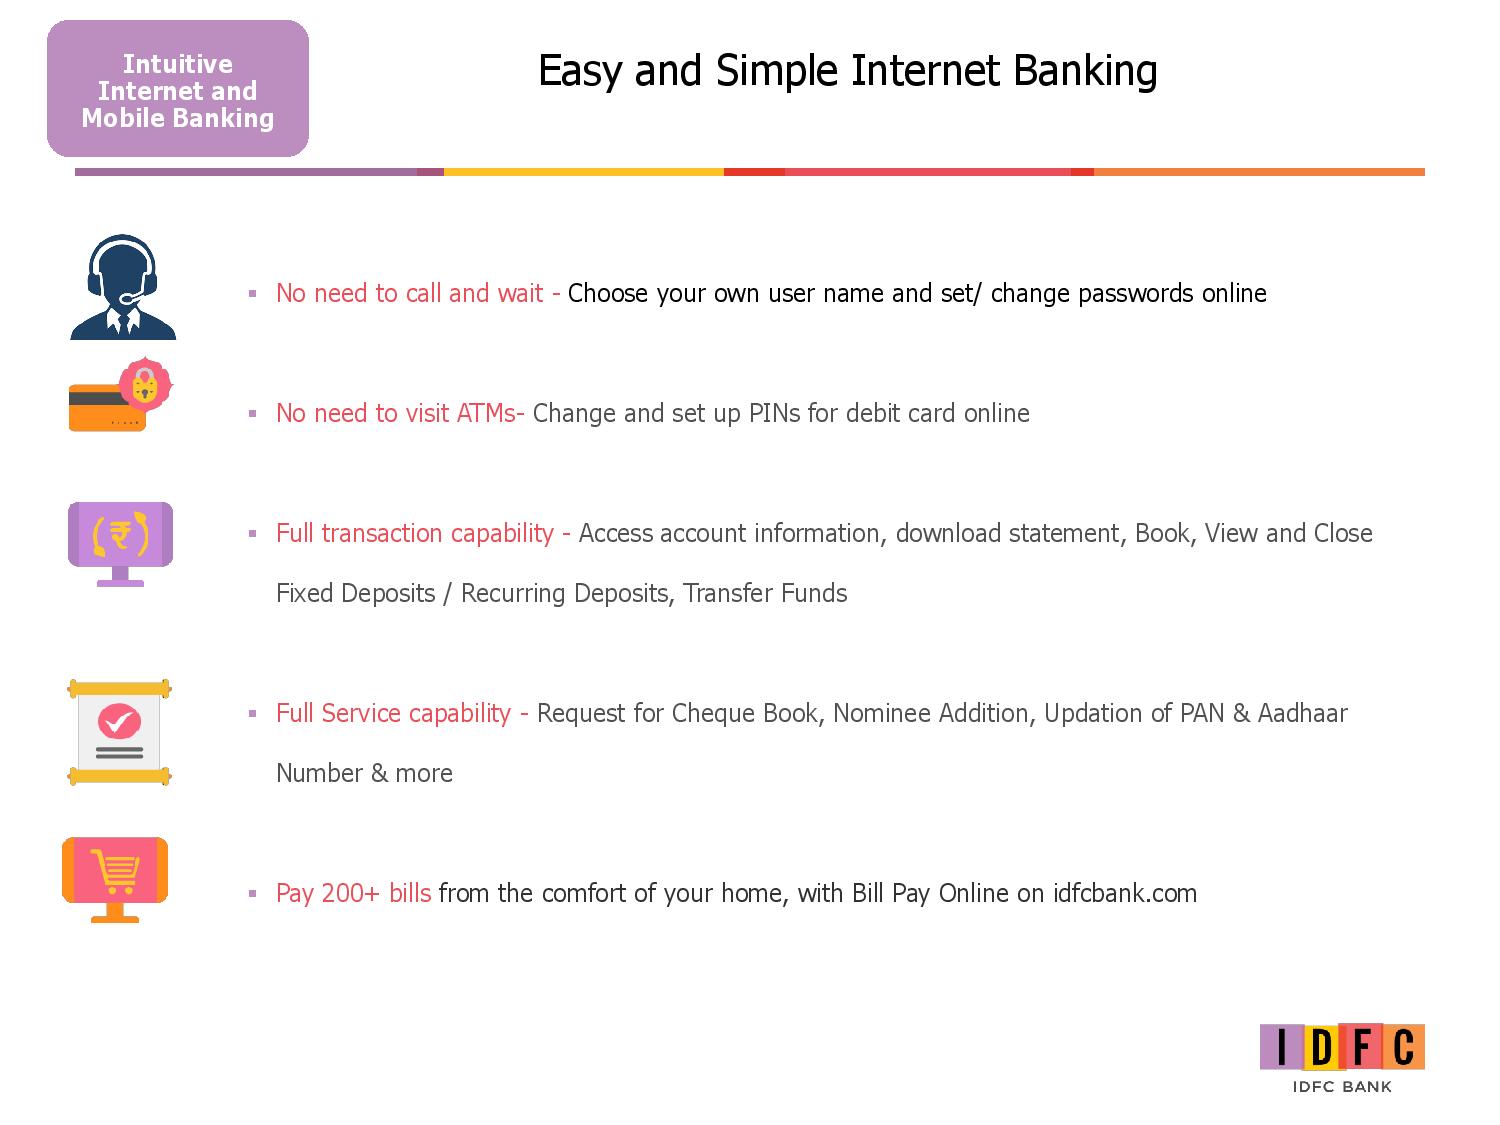 Intuitive
Internet and
Mobile Banking
Easy and Simple Internet Banking
▪ No need to call and wait - Choose your own user name and set/ change passwords online
▪ No need to visit ATMs- Change and set up PINs for debit card online
▪ Full transaction capability - Access account information, download statement, Book, View and Close
Fixed Deposits / Recurring Deposits, Transfer Funds
▪ Full Service capability - Request for Cheque Book, Nominee Addition, Updation of PAN & Aadhaar
Number & more
▪ Pay 200+ bills from the comfort of your home, with Bill Pay Online on idfcbank.com
₹
IDFC
IDFC BANK